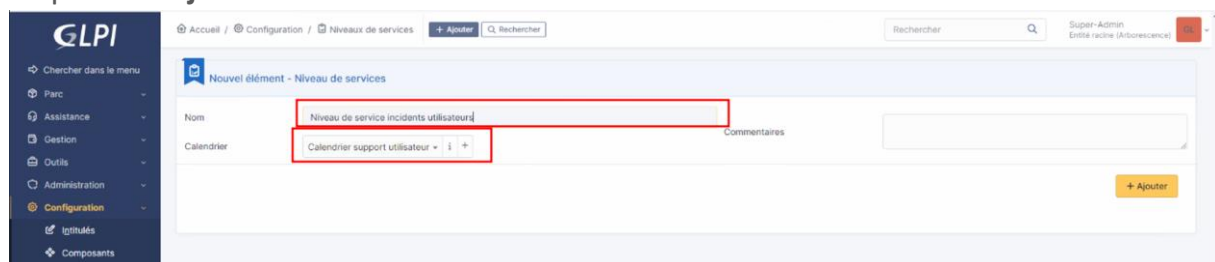 GLPI
Accueil / Configuration / Niveaux de services + Ajouter Rechercher
Rechercher
Super-Admin
Entité racine (Arborescence)
GL
Chercher dans le menu
Parc
Assistance
Gestion
Outils
Administration
Configuration
Intitulés
Composants
Nouvel élément - Niveau de services
Nom
Niveau de service incidents utilisateurs
Calendrier
Calendrier support utilisateur
i +
Commentaires
+ Ajouter